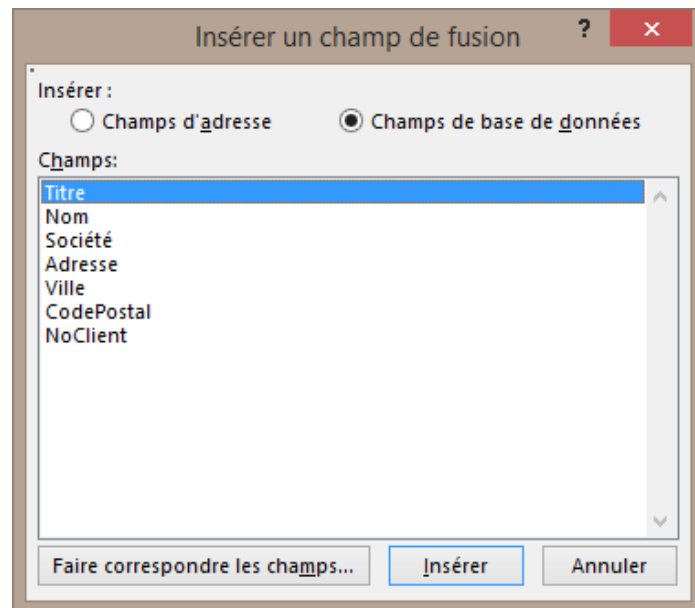 Insérer un champ de fusion ?
Insérer :
Champs d'adresse Champs de base de données
Champs:
Titre
Nom
Société
Adresse
Ville
CodePostal
NoClient
Faire correspondre les champs... Insérer Annuler